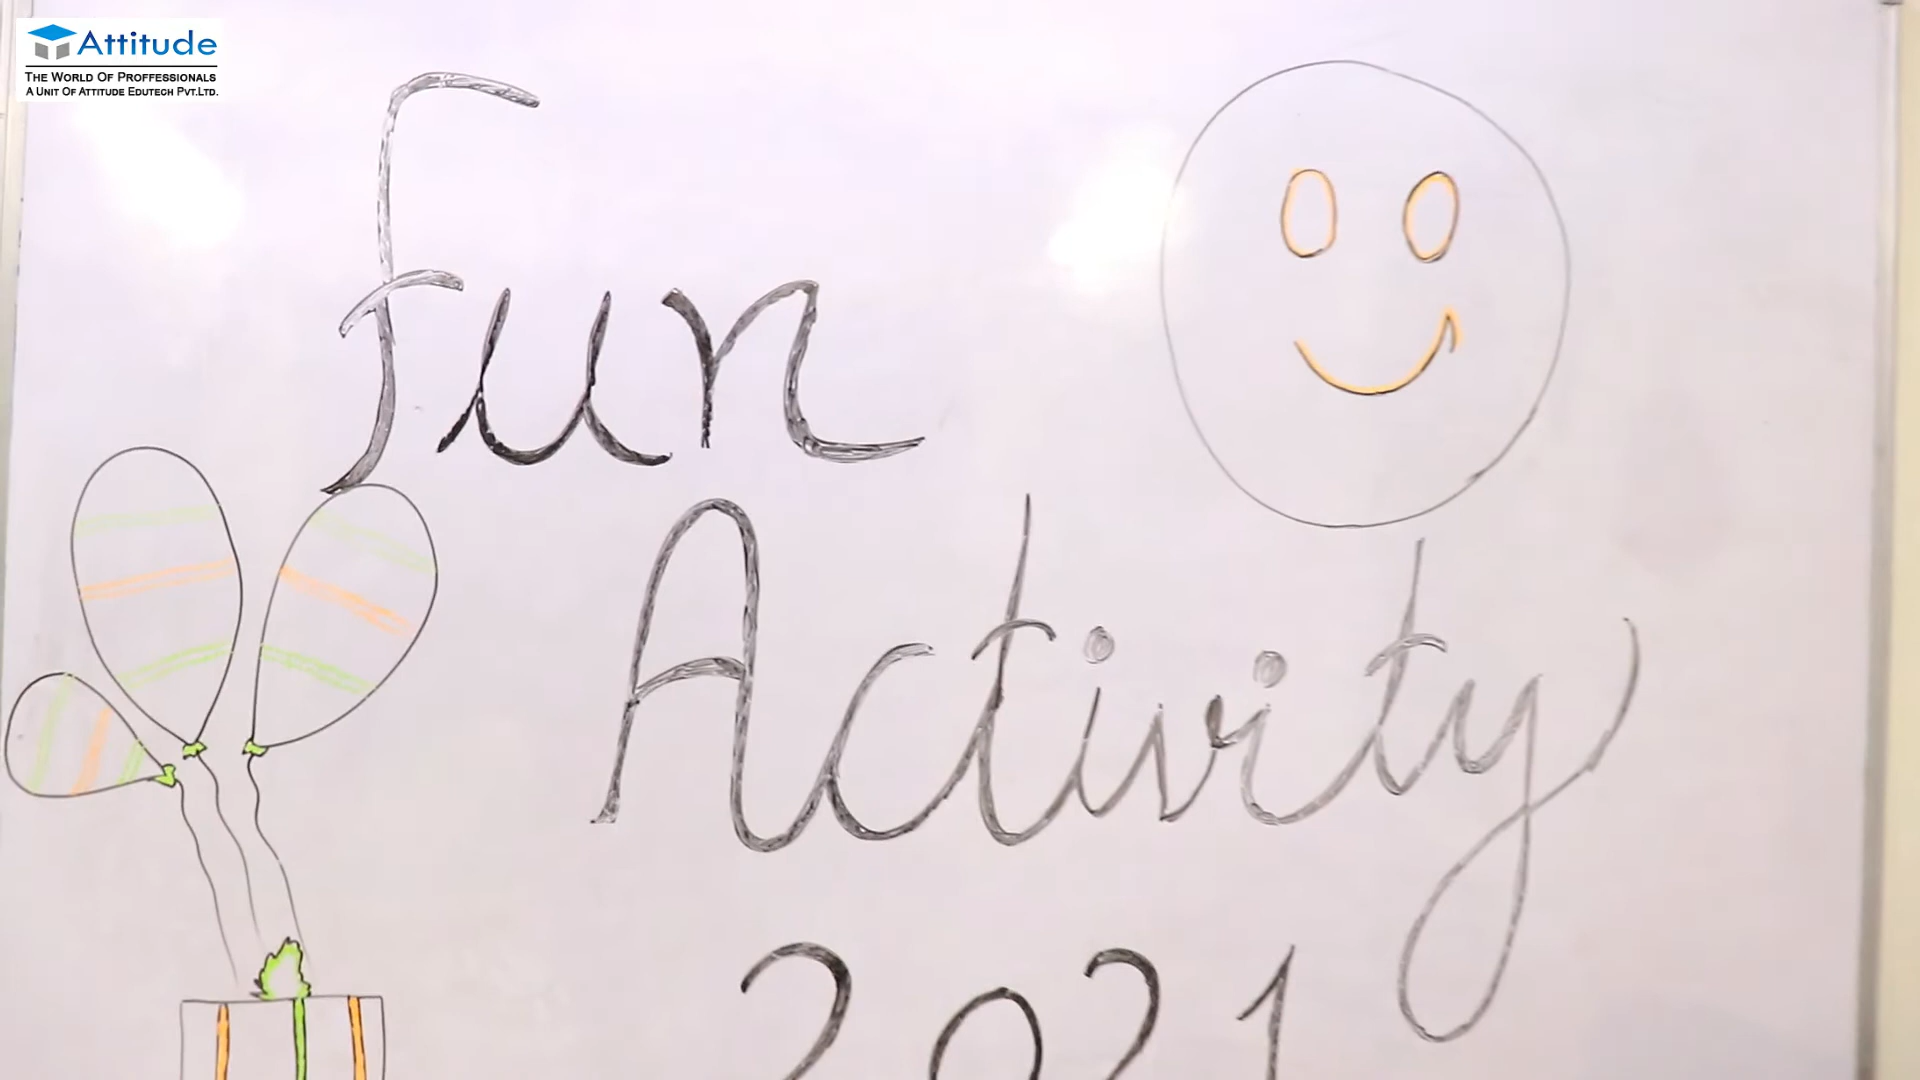 Attitude
THE WORLD OF PROFFESSIONALS
A UNIT OF ATTITUDE EDUTECH PVT.LTD.
Fun
Activity
2021